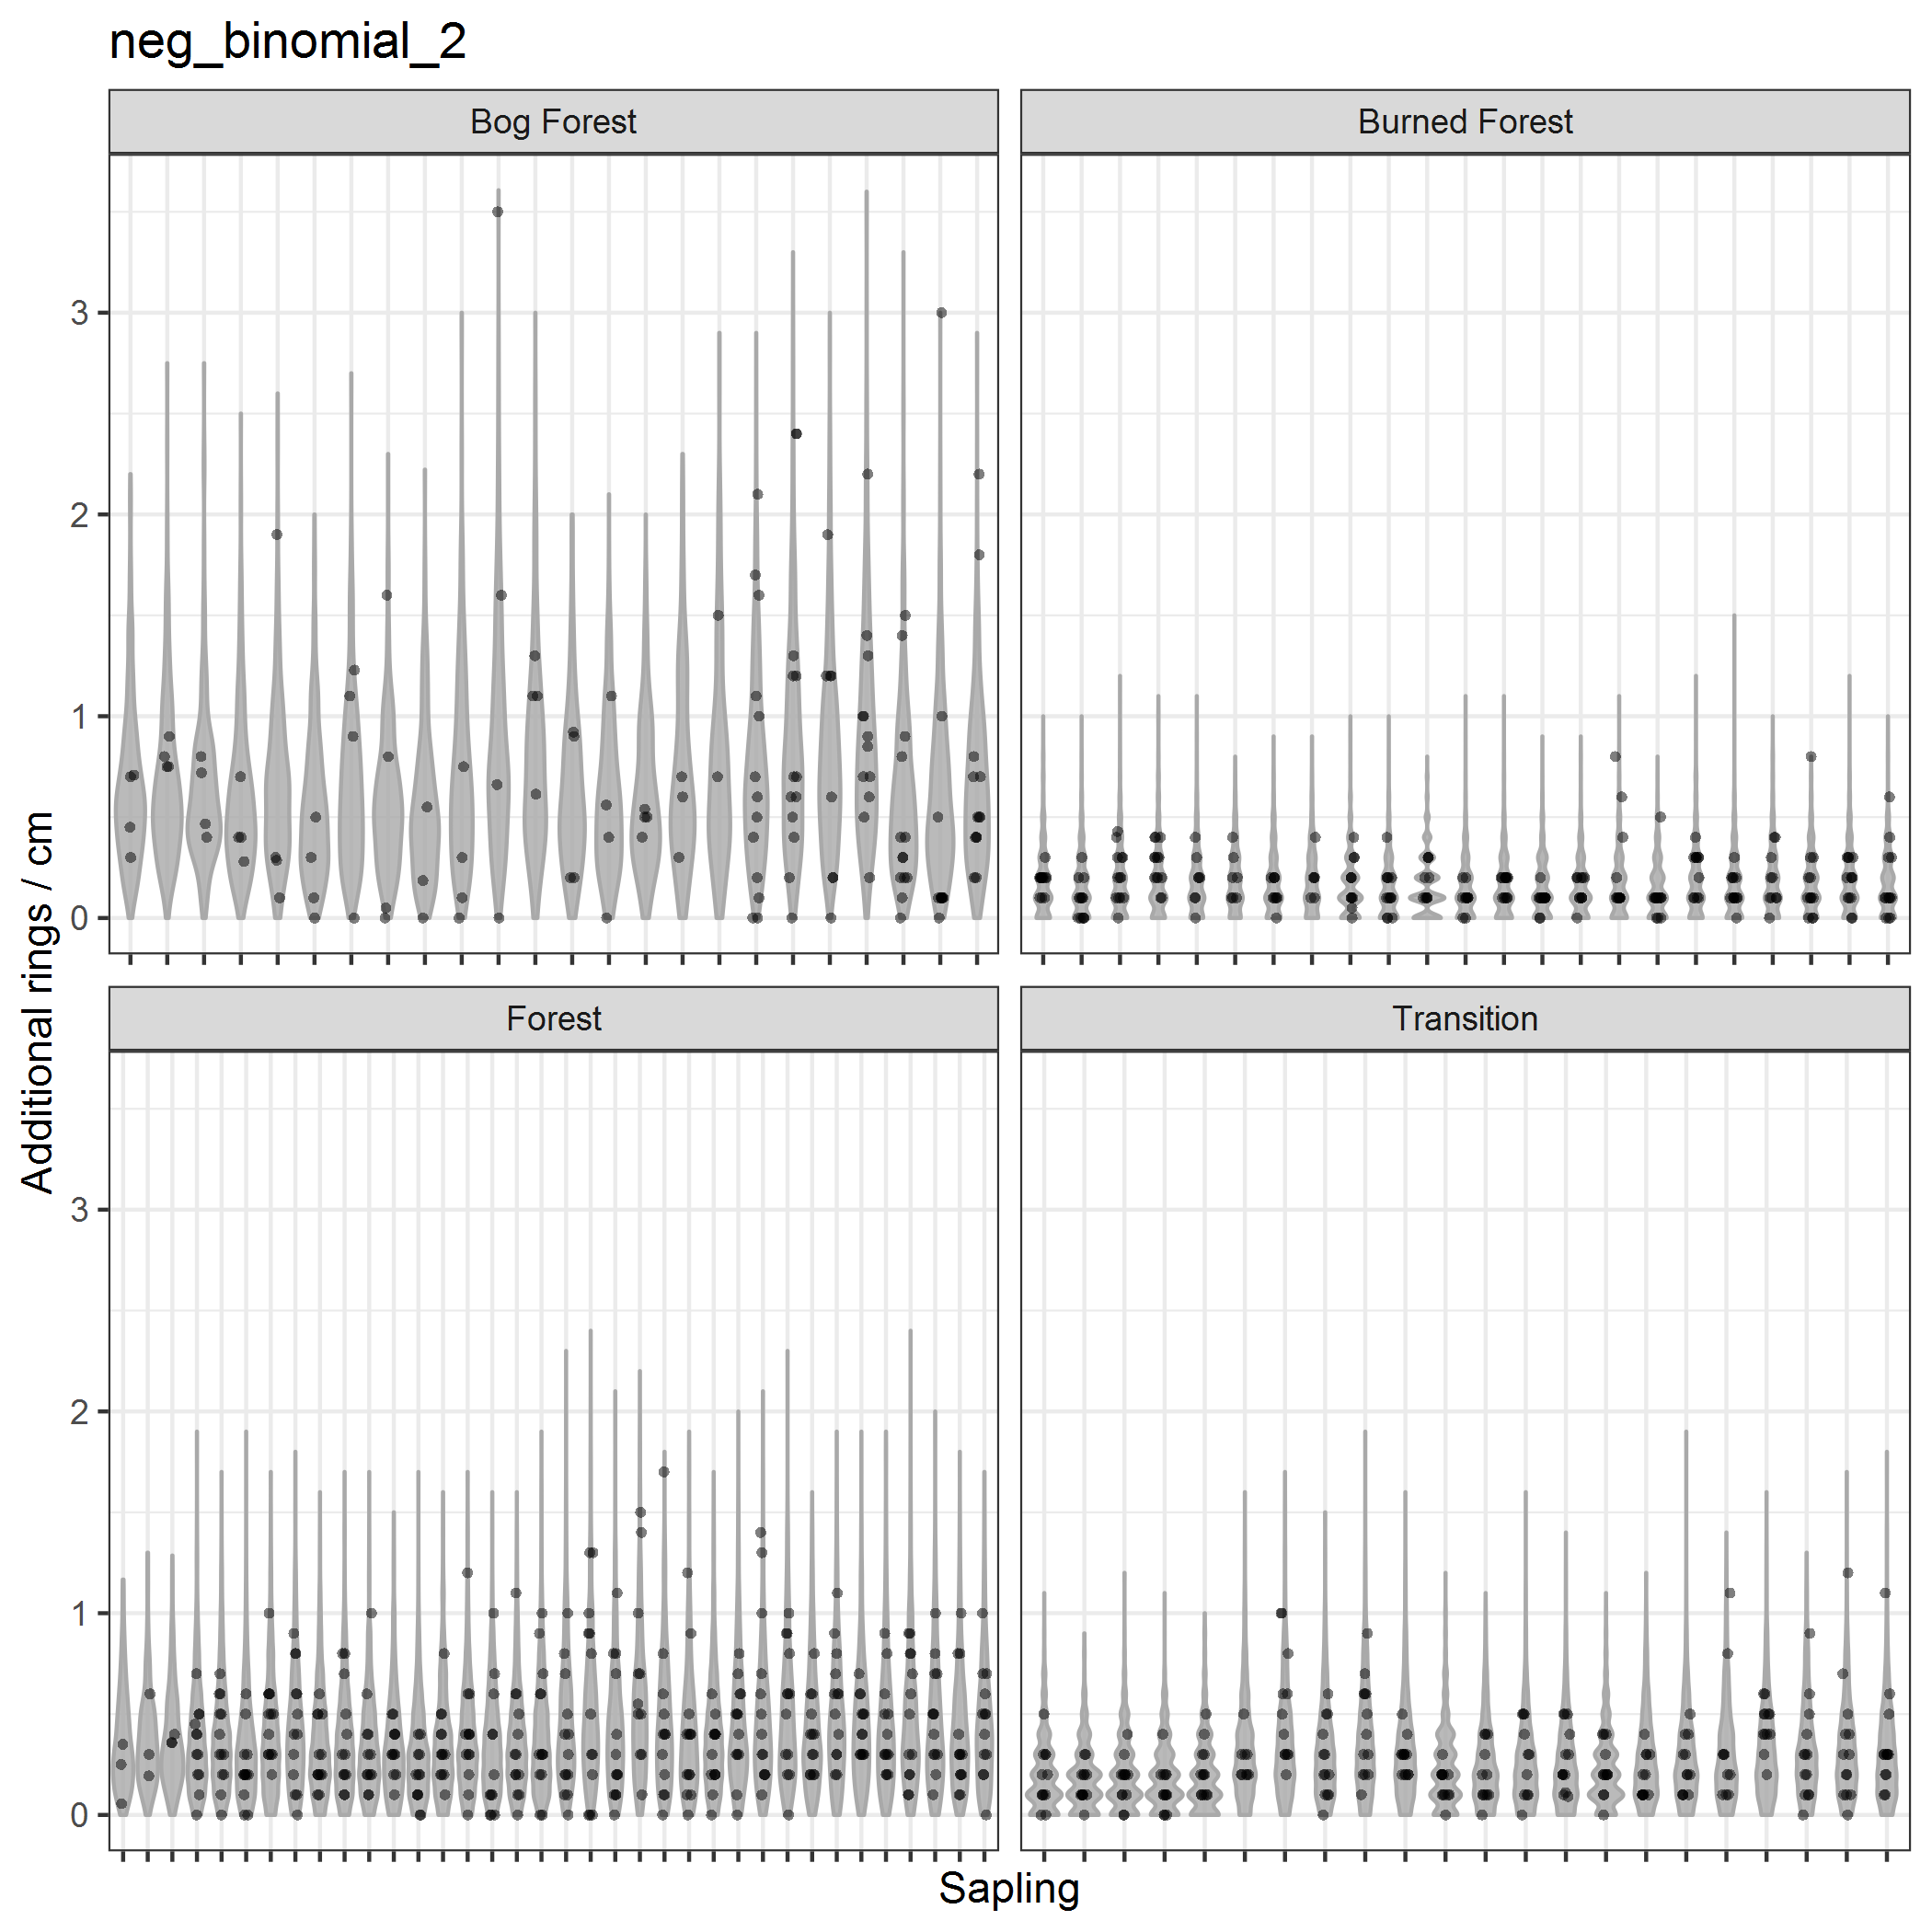 neg_binomial_2
Bog Forest
Burned Forest
3
2
1
0
Forest
Transition
3
2
1
0
Additional rings / cm
Sapling